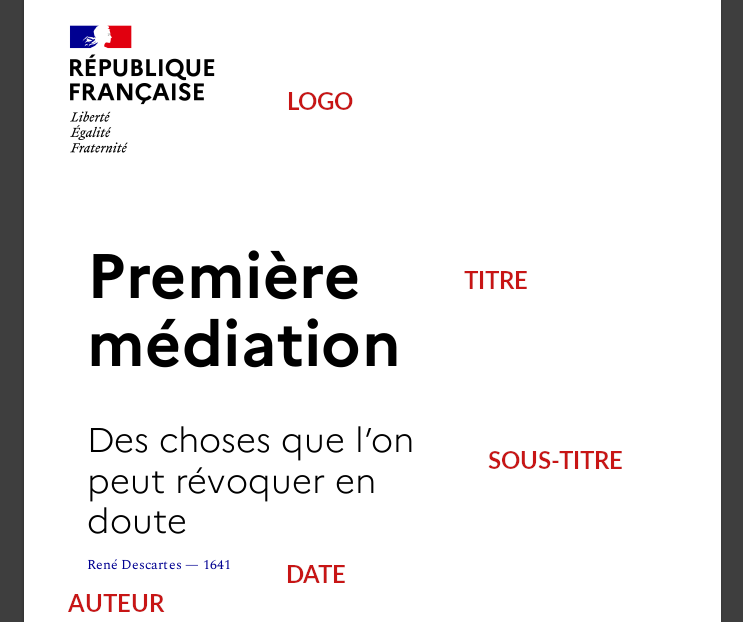 RÉPUBLIQUE
FRANÇAISE
Liberté
Égalité
Fraternité
LOGO
Première
médiation
TITRE
Des choses que l’on
peut révoquer en
doute
SOUS-TITRE
René Descartes — 1641
DATE
AUTEUR